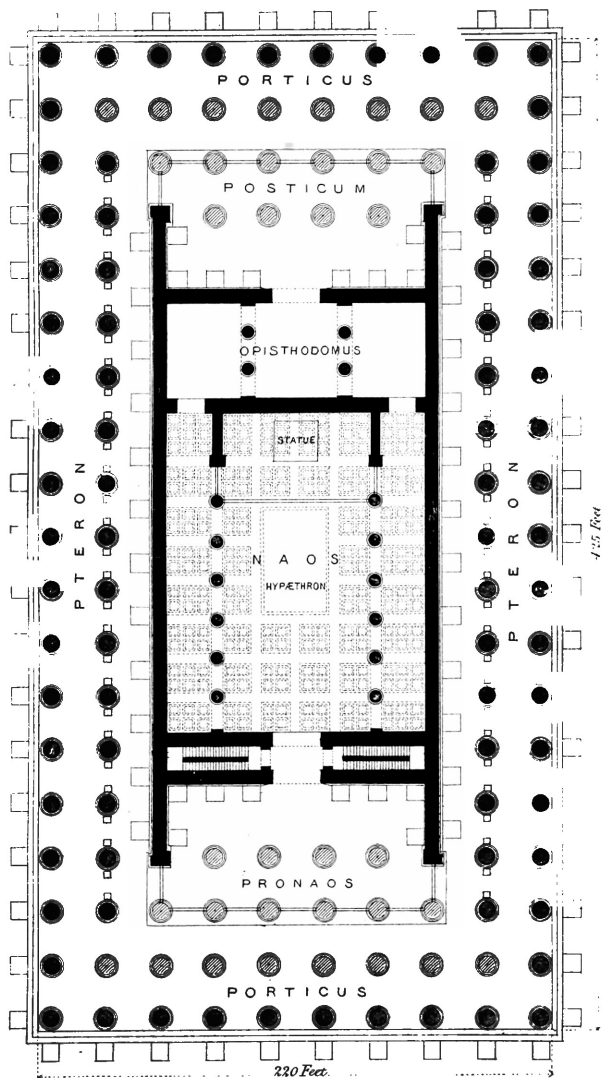 PORTICUS
POSTICUM
OPISTHODOMUS
STATUE
PTERON
PTERON
NAOS
HYPÆTHRON
PRONAOS
PORTICUS
220 Feet.